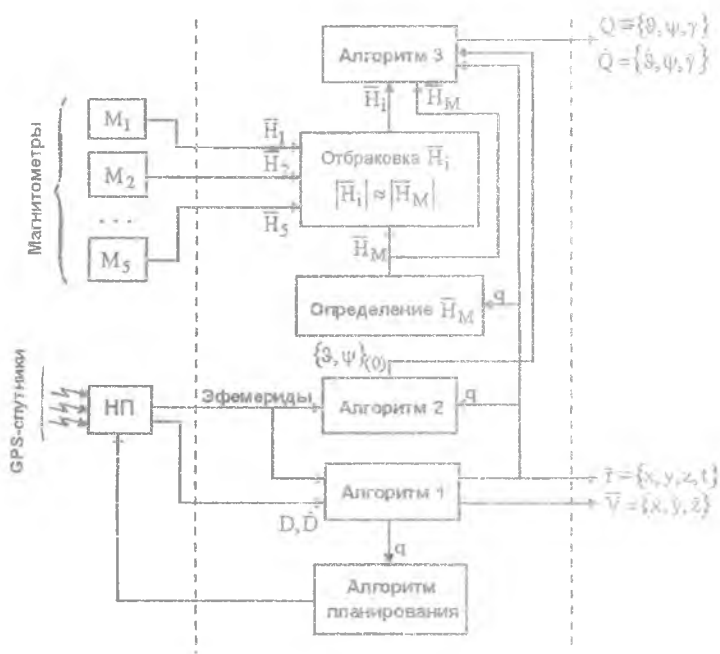 Q = {ϑ, ψ, γ}
Q̇ = {ϑ̇, ψ̇, γ̇}
Алгоритм 3
H̅i H̅M
Магнитометры
M1
M2
. . .
M5
H̅1
H̅2
H̅5
Отбраковка H̅i
|H̅i| ≈ |H̅M|
H̅M
Определение H̅M
q
{ϑ, ψ}(0)
GPS-спутники
НП
Эфемериды
Алгоритм 2
q
Алгоритм 1
D, Ḋ
r̅ = {x, y, z, t}
V̅ = {ẋ, ẏ, ż}
q
Алгоритм
планирования